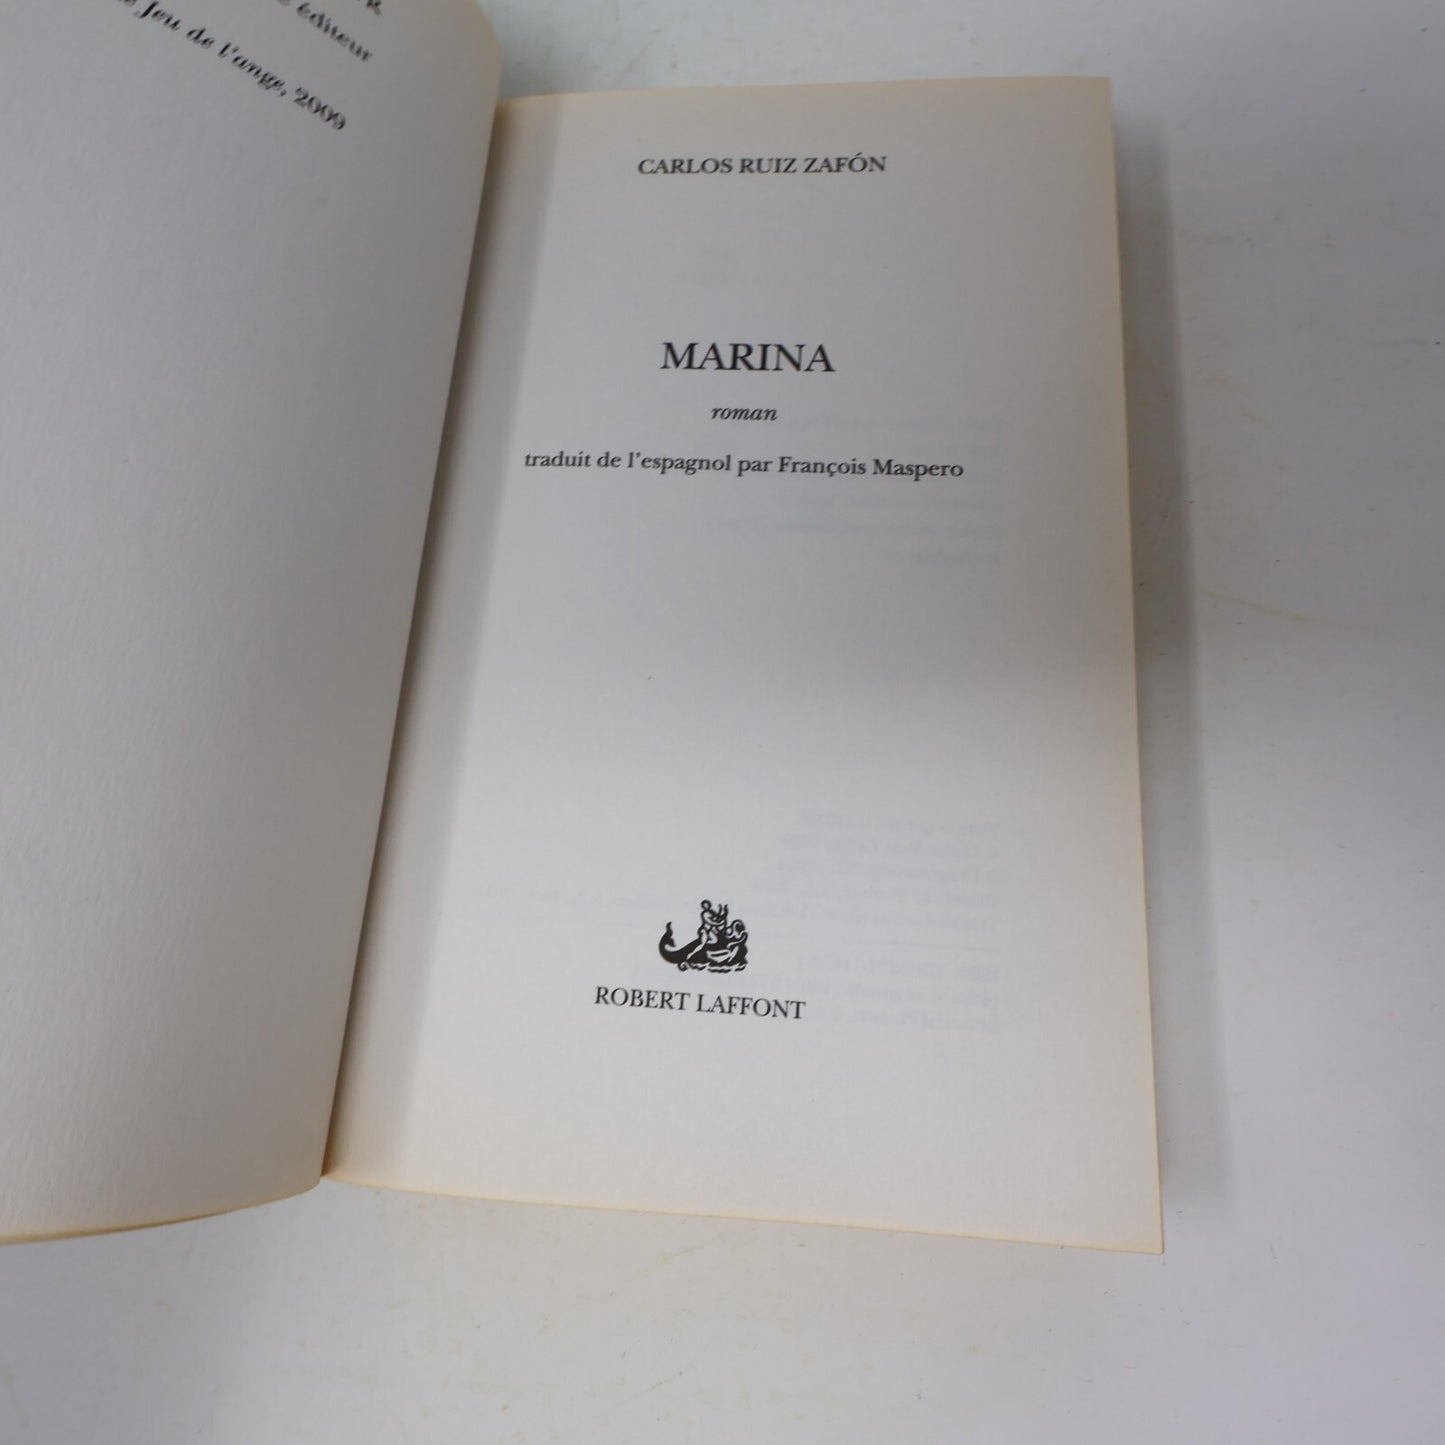 éditeur
Jeu de l'ange, 2009
CARLOS RUIZ ZAFÓN
MARINA
roman
traduit de l'espagnol par François Maspero
ROBERT LAFFONT